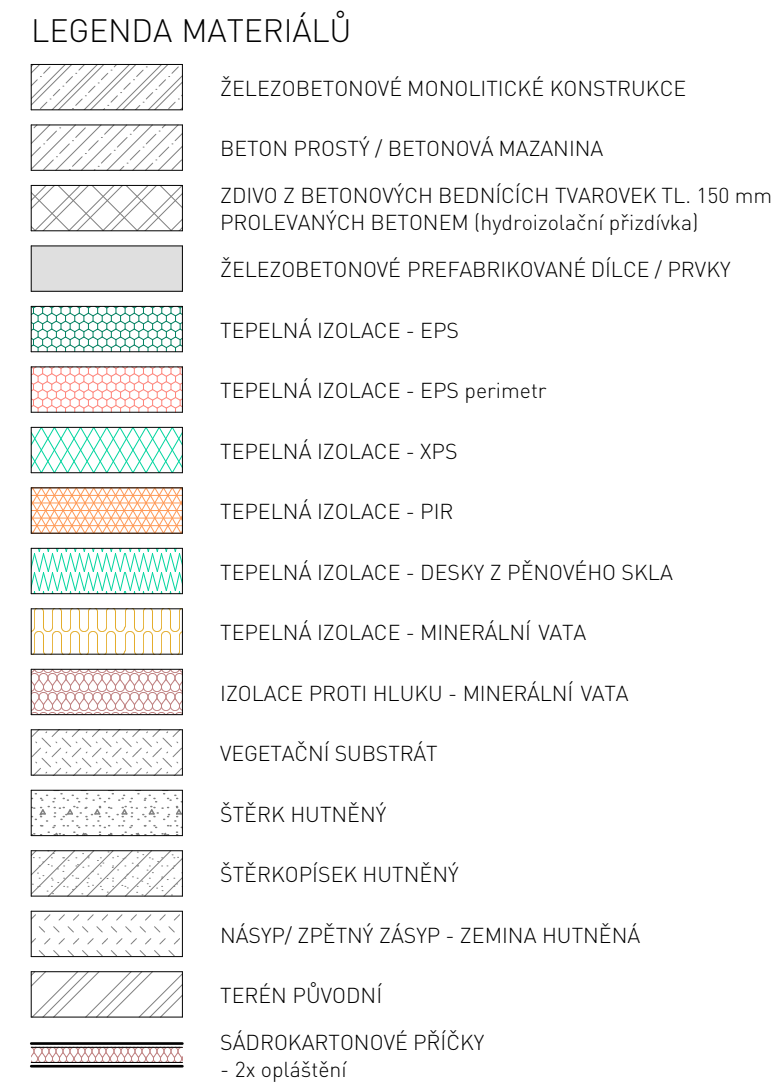 LEGENDA MATERIÁLŮ
ŽELEZOBETONOVÉ MONOLITICKÉ KONSTRUKCE
BETON PROSTÝ / BETONOVÁ MAZANINA
ZDIVO Z BETONOVÝCH BEDNÍCÍCH TVAROVEK TL. 150 mm
PROLEVANÝCH BETONEM (hydroizolační přizdívka)
ŽELEZOBETONOVÉ PREFABRIKOVANÉ DÍLCE / PRVKY
TEPELNÁ IZOLACE - EPS
TEPELNÁ IZOLACE - EPS perimetr
TEPELNÁ IZOLACE - XPS
TEPELNÁ IZOLACE - PIR
TEPELNÁ IZOLACE - DESKY Z PĚNOVÉHO SKLA
TEPELNÁ IZOLACE - MINERÁLNÍ VATA
IZOLACE PROTI HLUKU - MINERÁLNÍ VATA
VEGETAČNÍ SUBSTRÁT
ŠTĚRK HUTNĚNÝ
ŠTĚRKOPÍSEK HUTNĚNÝ
NÁSYP/ ZPĚTNÝ ZÁSYP - ZEMINA HUTNĚNÁ
TERÉN PŮVODNÍ
SÁDROKARTONOVÉ PŘÍČKY
- 2x opláštění